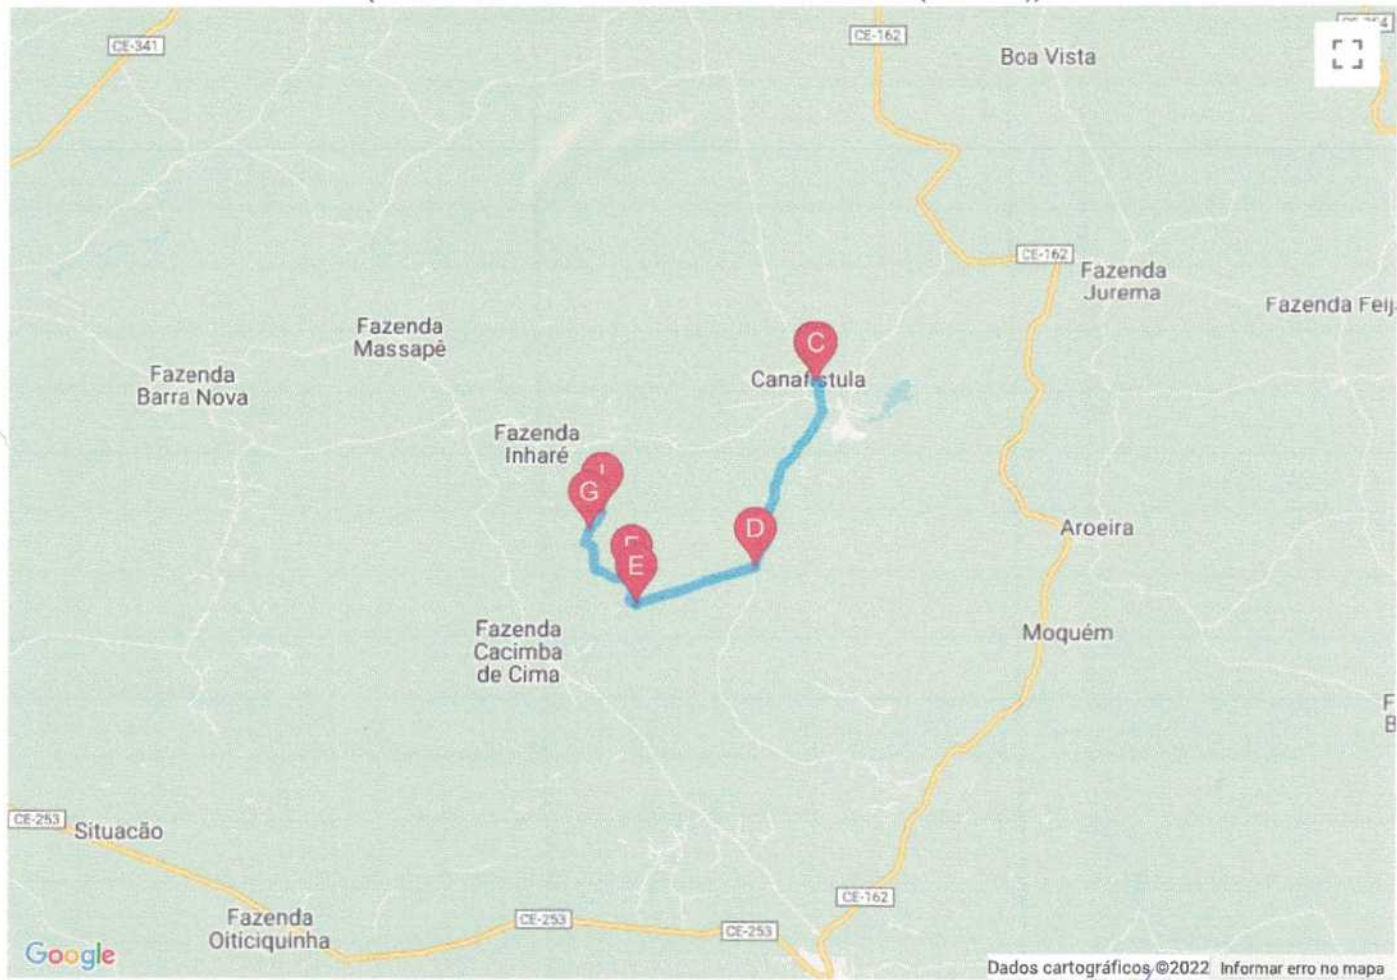 CE-341
CE-162
Boa Vista
CE-162
Fazenda
Jurema
Fazenda Feij
Fazenda
Massapê
C
Canafístula
Fazenda
Barra Nova
Fazenda
Inharé
G
D
E
Aroeira
Fazenda
Cacimba
de Cima
Moquém
F
B
CE-253
Situacão
CE-162
Fazenda
Oiticiquinha
CE-253
CE-253
Google
Dados cartográficos ©2022 Informar erro no mapa